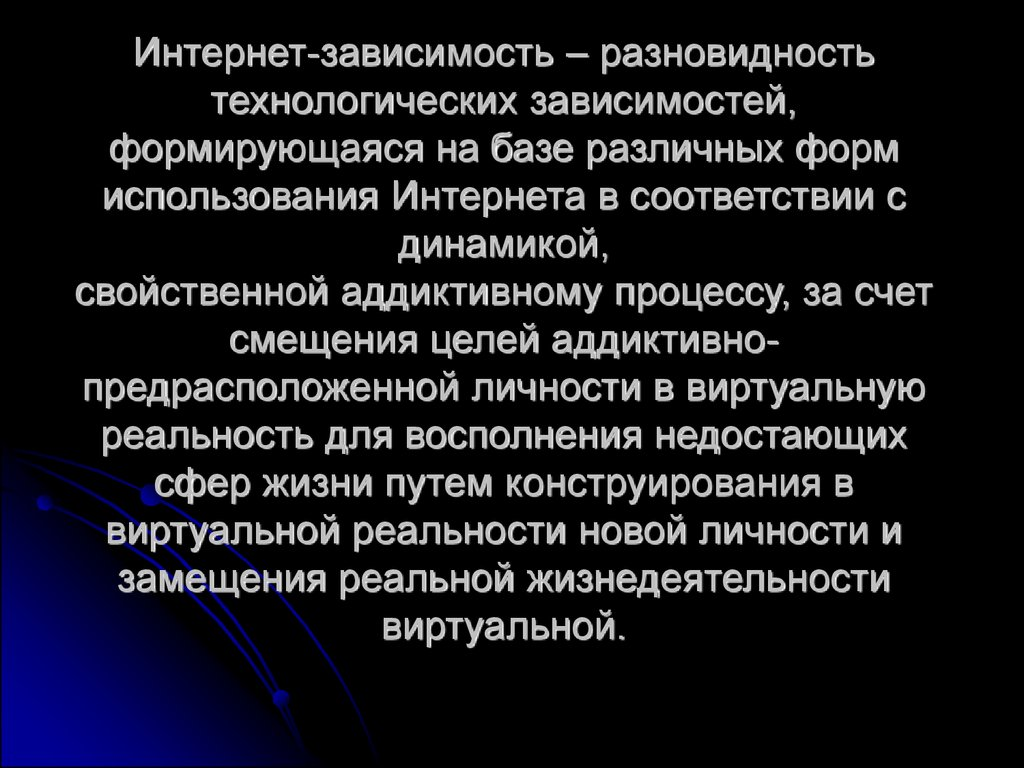 Интернет-зависимость – разновидность
технологических зависимостей,
формирующаяся на базе различных форм
использования Интернета в соответствии с
динамикой,
свойственной аддиктивному процессу, за счет
смещения целей аддиктивно-
предрасположенной личности в виртуальную
реальность для восполнения недостающих
сфер жизни путем конструирования в
виртуальной реальности новой личности и
замещения реальной жизнедеятельности
виртуальной.